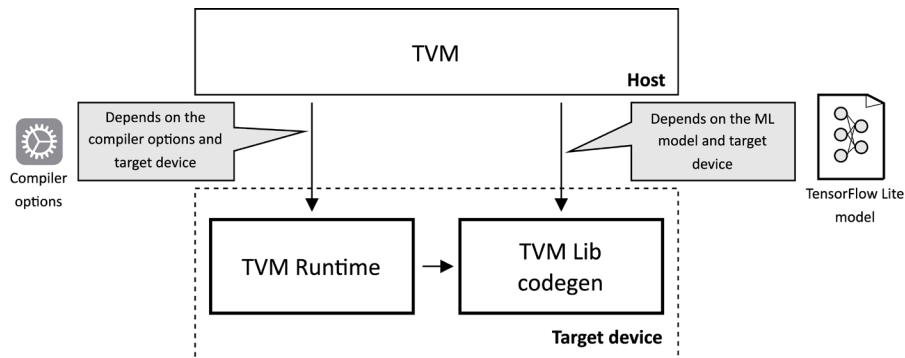 TVM
Host
Depends on the
compiler options and
target device
Depends on the ML
model and target
device
Compiler
options
TensorFlow Lite
model
TVM Runtime
TVM Lib
codegen
Target device